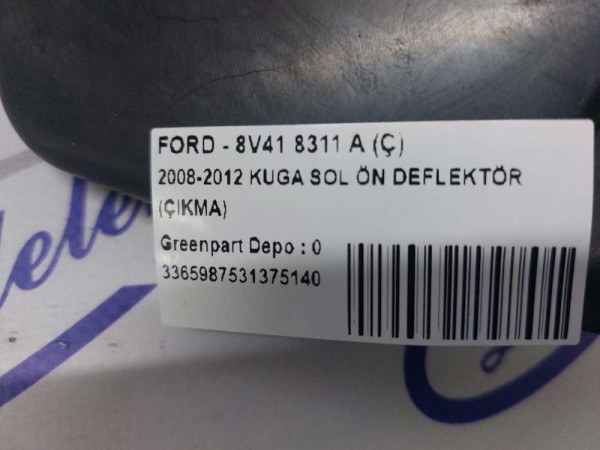 FORD - 8V41 8311 A (Ç)
2008-2012 KUGA SOL ÖN DEFLEKTÖR
(ÇIKMA)
Greenpart Depo : 0
3365987531375140